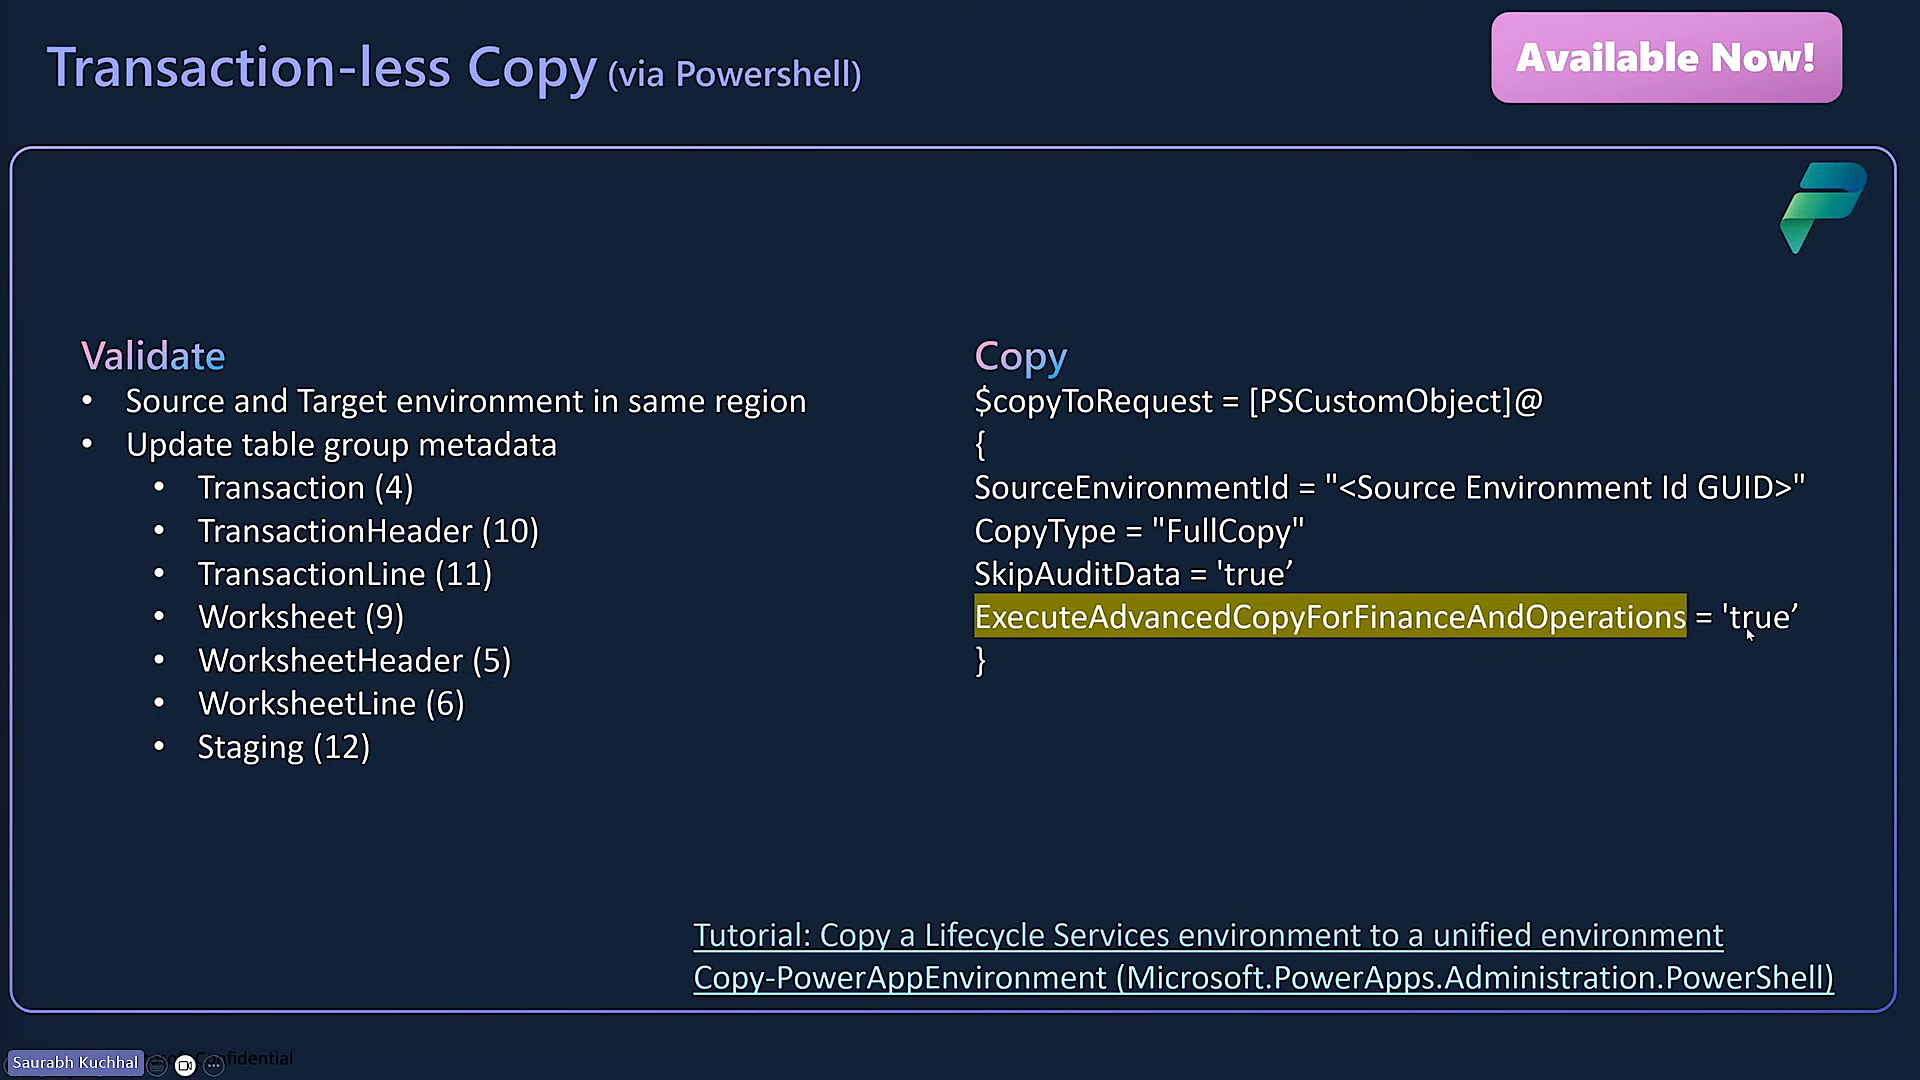 Transaction-less Copy (via Powershell)
Available Now!
Validate
• Source and Target environment in same region
• Update table group metadata
• Transaction (4)
• TransactionHeader (10)
• TransactionLine (11)
• Worksheet (9)
• WorksheetHeader (5)
• WorksheetLine (6)
• Staging (12)
Copy
$copyToRequest = [PSCustomObject]@
{
SourceEnvironmentId = "<Source Environment Id GUID>"
CopyType = "FullCopy"
SkipAuditData = 'true’
ExecuteAdvancedCopyForFinanceAndOperations = 'true’
}
Tutorial: Copy a Lifecycle Services environment to a unified environment
Copy-PowerAppEnvironment (Microsoft.PowerApps.Administration.PowerShell)
Saurabh Kuchhal